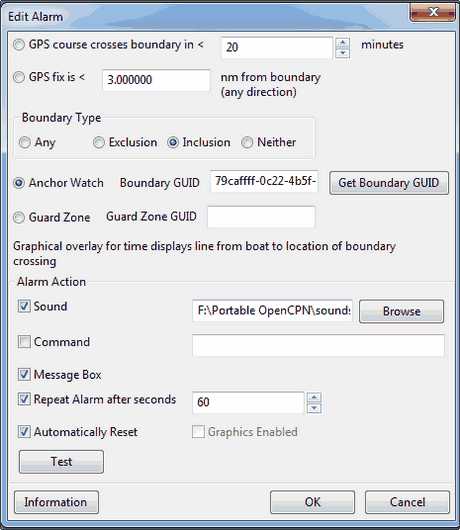 Edit Alarm
GPS course crosses boundary in < 20 minutes
GPS fix is < 3.000000 nm from boundary
(any direction)
Boundary Type
Any Exclusion Inclusion Neither
Anchor Watch Boundary GUID 79caffff-0c22-4b5f- Get Boundary GUID
Guard Zone Guard Zone GUID
Graphical overlay for time displays line from boat to location of boundary
crossing
Alarm Action
Sound F:\Portable OpenCPN\sound: Browse
Command
Message Box
Repeat Alarm after seconds 60
Automatically Reset Graphics Enabled
Test
Information OK Cancel